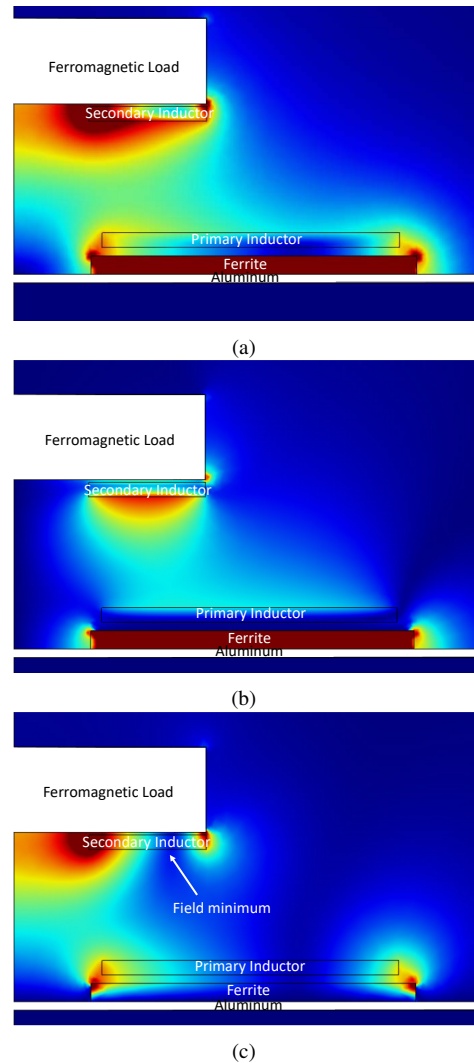 Ferromagnetic Load
Secondary Inductor
Primary Inductor
Ferrite
Aluminum
(a)
Ferromagnetic Load
Secondary Inductor
Primary Inductor
Ferrite
Aluminum
(b)
Ferromagnetic Load
Secondary Inductor
Field minimum
Primary Inductor
Ferrite
Aluminum
(c)